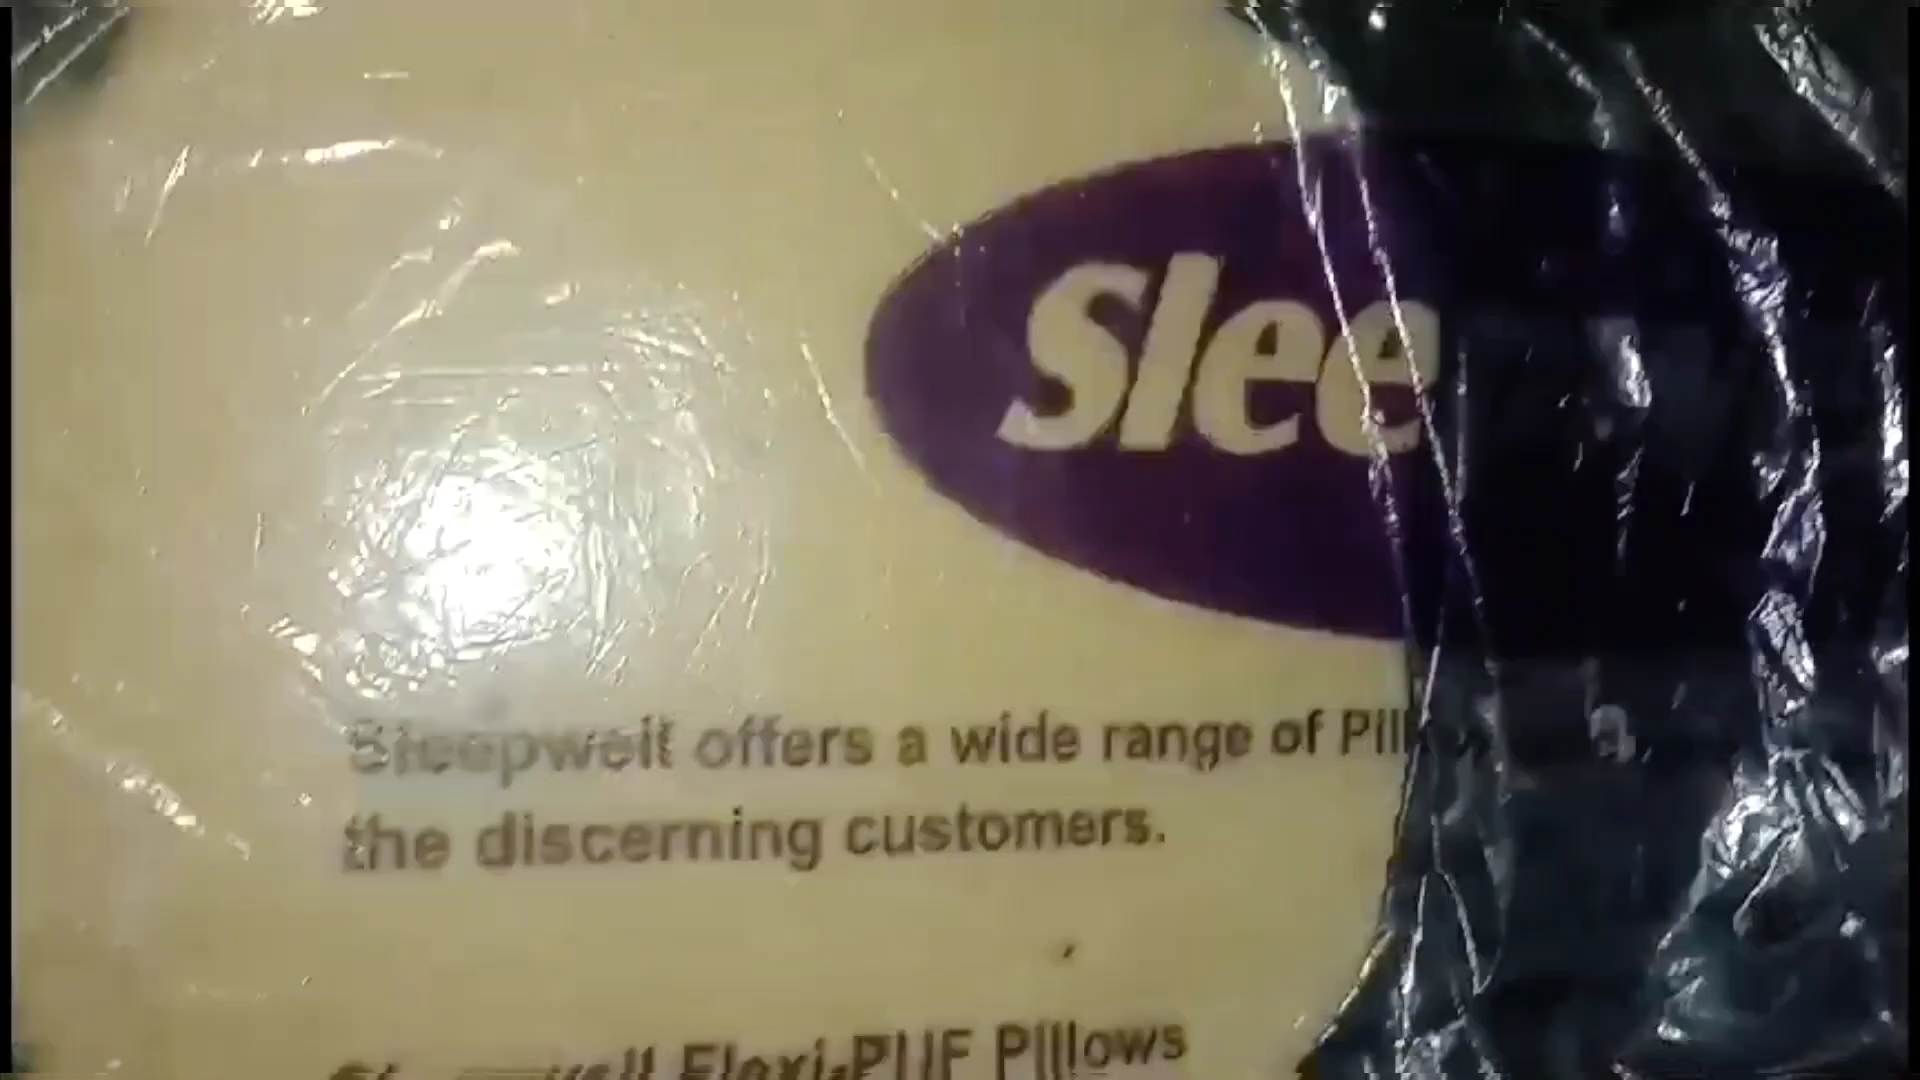 Slee
Sleepwell offers a wide range of Pill
the discerning customers.
Flexi-PUF Pillows